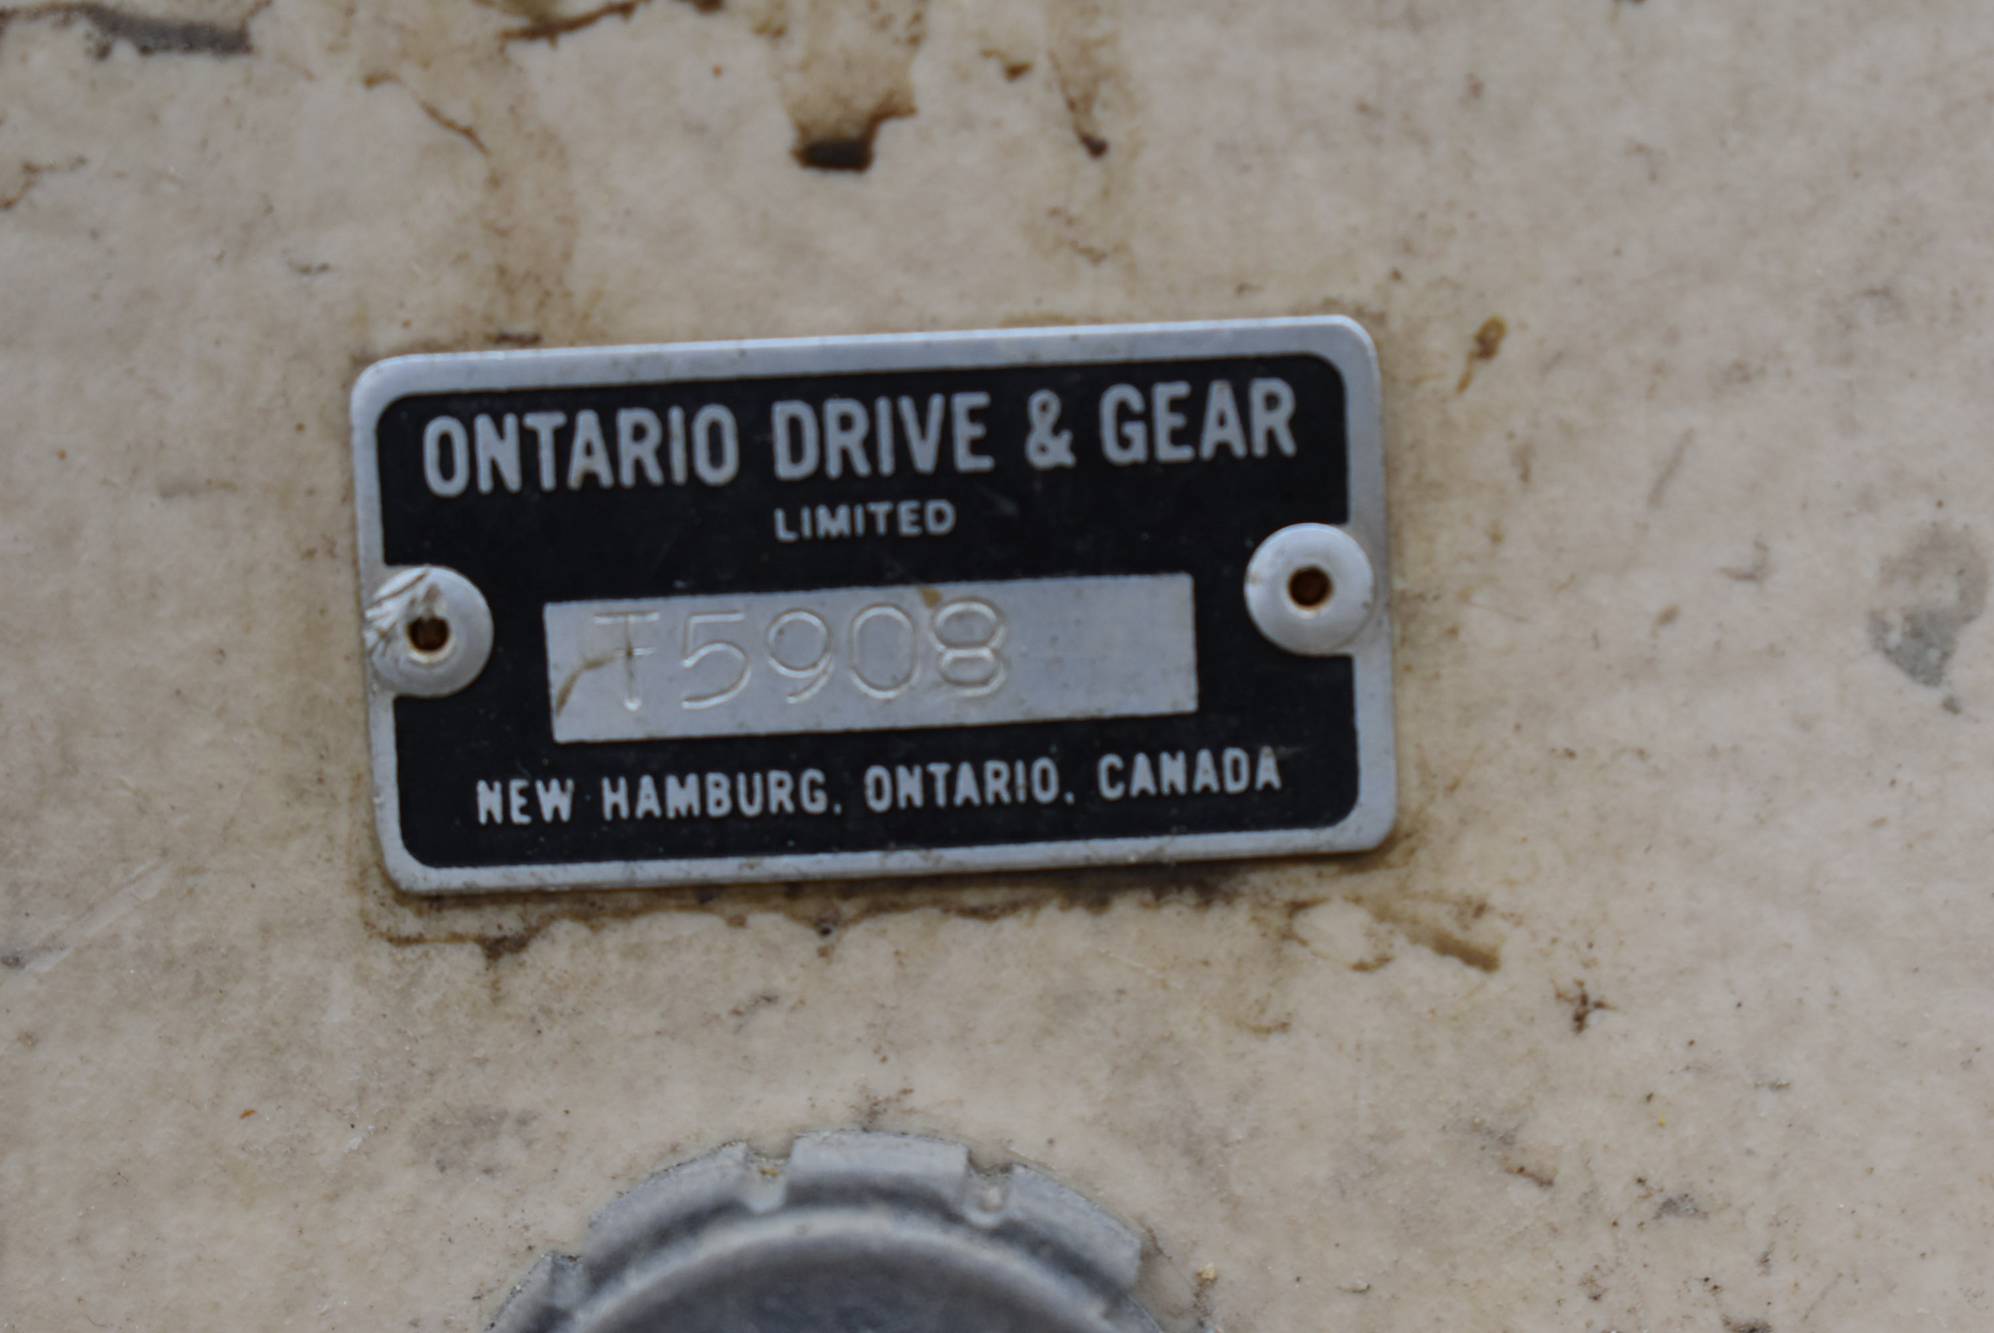 ONTARIO DRIVE & GEAR
LIMITED
T5908
NEW HAMBURG, ONTARIO, CANADA